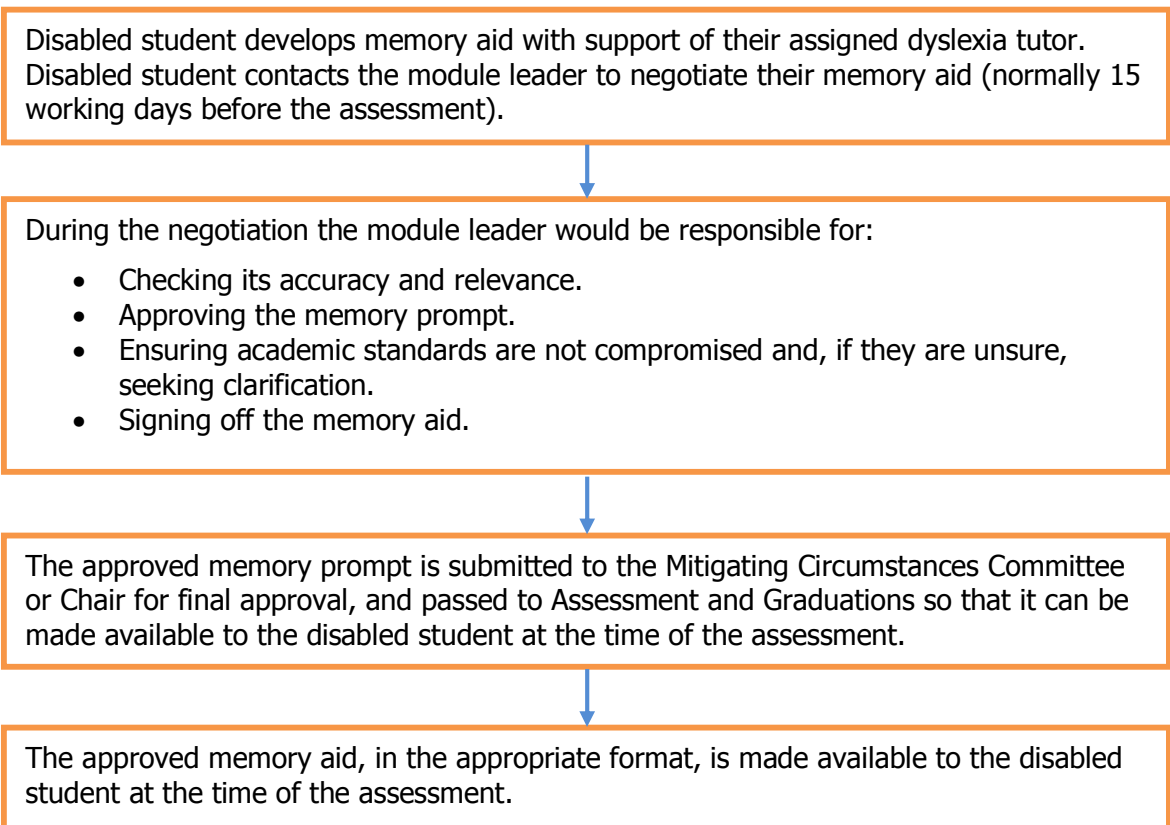 Disabled student develops memory aid with support of their assigned dyslexia tutor.
Disabled student contacts the module leader to negotiate their memory aid (normally 15
working days before the assessment).
During the negotiation the module leader would be responsible for:
• Checking its accuracy and relevance.
• Approving the memory prompt.
• Ensuring academic standards are not compromised and, if they are unsure,
seeking clarification.
• Signing off the memory aid.
The approved memory prompt is submitted to the Mitigating Circumstances Committee
or Chair for final approval, and passed to Assessment and Graduations so that it can be
made available to the disabled student at the time of the assessment.
The approved memory aid, in the appropriate format, is made available to the disabled
student at the time of the assessment.